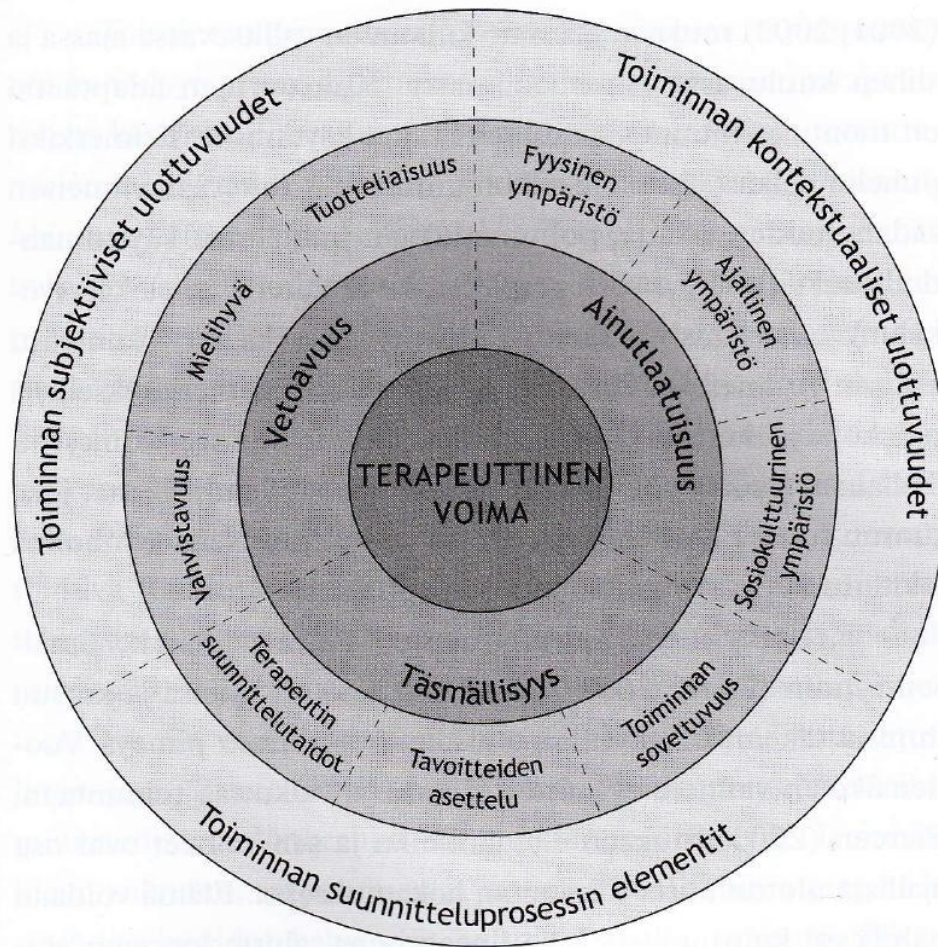 Toiminnan subjektiiviset ulottuvuudet
Toiminnan kontekstuaaliset ulottuvuudet
Toiminnan suunnitteluprosessin elementit
Vahvistavuus
Mielihyvä
Tuotteliaisuus
Fyysinen
ympäristö
Ajallinen
ympäristö
Sosiokulttuurinen
ympäristö
Toiminnan
soveltuvuus
Tavoitteiden
asettelu
Terapeutin
suunnittelutaidot
Vetoavuus
Ainutlaatuisuus
Täsmällisyys
TERAPEUTTINEN
VOIMA